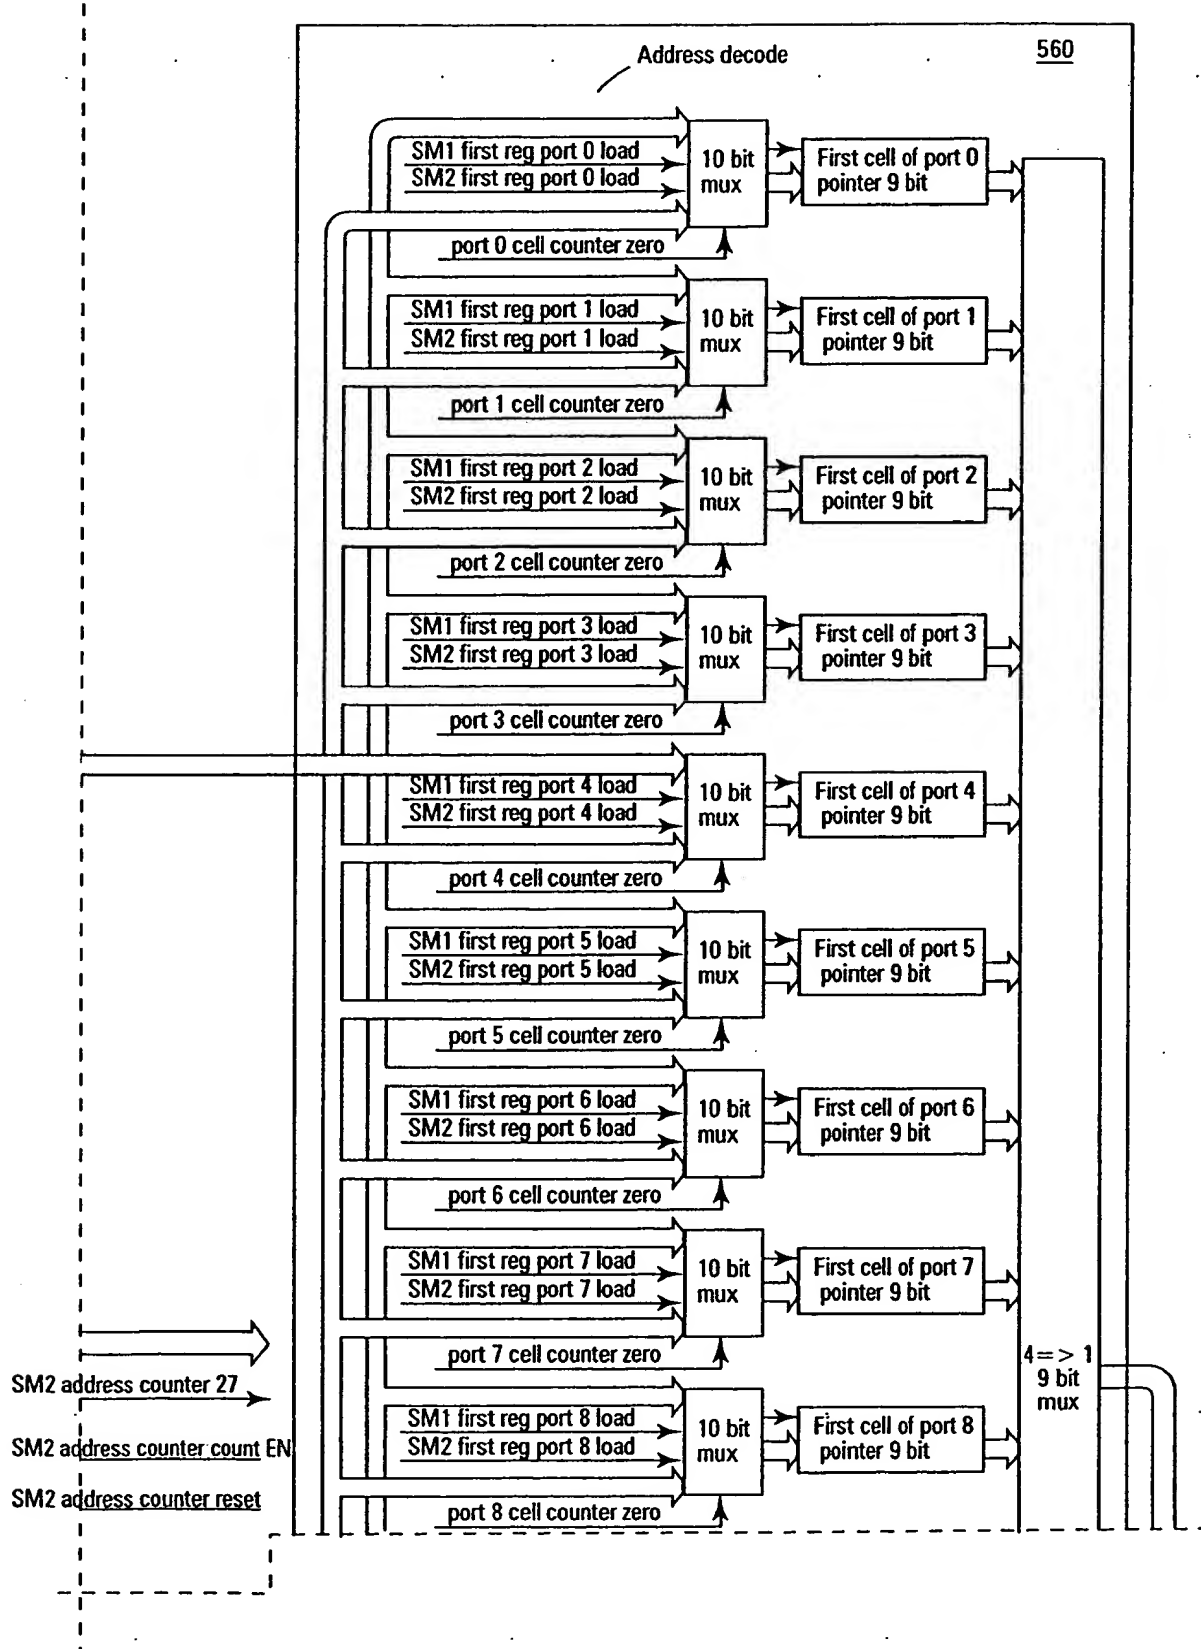 Address decode
560
SM1 first reg port 0 load
SM2 first reg port 0 load
10 bit
mux
First cell of port 0
pointer 9 bit
port 0 cell counter zero
SM1 first reg port 1 load
SM2 first reg port 1 load
10 bit
mux
First cell of port 1
pointer 9 bit
port 1 cell counter zero
SM1 first reg port 2 load
SM2 first reg port 2 load
10 bit
mux
First cell of port 2
pointer 9 bit
port 2 cell counter zero
SM1 first reg port 3 load
SM2 first reg port 3 load
10 bit
mux
First cell of port 3
pointer 9 bit
port 3 cell counter zero
SM1 first reg port 4 load
SM2 first reg port 4 load
10 bit
mux
First cell of port 4
pointer 9 bit
port 4 cell counter zero
SM1 first reg port 5 load
SM2 first reg port 5 load
10 bit
mux
First cell of port 5
pointer 9 bit
port 5 cell counter zero
SM1 first reg port 6 load
SM2 first reg port 6 load
10 bit
mux
First cell of port 6
pointer 9 bit
port 6 cell counter zero
SM1 first reg port 7 load
SM2 first reg port 7 load
10 bit
mux
First cell of port 7
pointer 9 bit
port 7 cell counter zero
4=> 1
9 bit
mux
SM2 address counter 27
SM1 first reg port 8 load
SM2 first reg port 8 load
10 bit
mux
First cell of port 8
pointer 9 bit
SM2 address counter count EN
SM2 address counter reset
port 8 cell counter zero